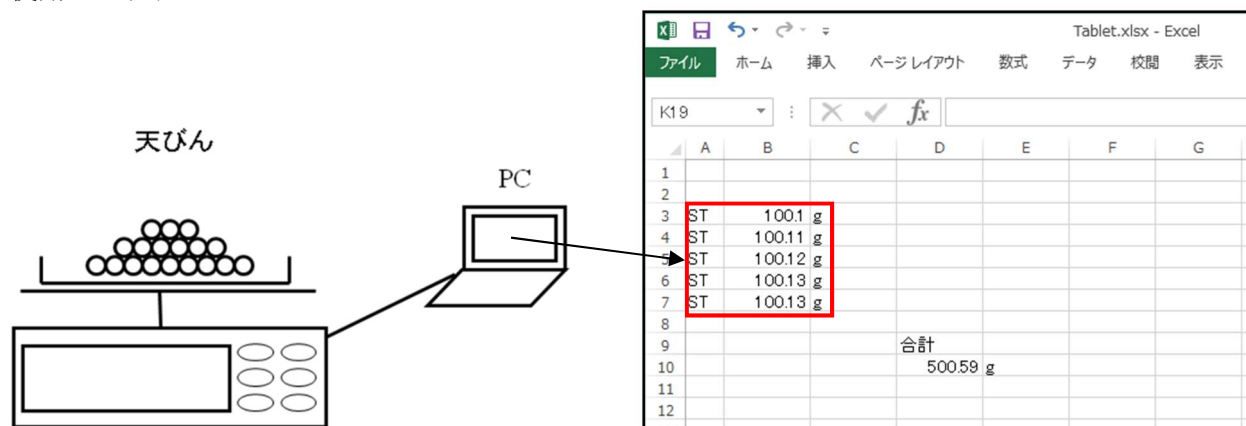 天びん
PC
Tablet.xlsx - Excel
ファイル ホーム 挿入 ページ レイアウト 数式 データ 校閲 表示
K19 fx
A B C D E F G
1
2
3 ST 100.1 g
4 ST 100.11 g
5 ST 100.12 g
6 ST 100.13 g
7 ST 100.13 g
8
9 合計
10 500.59 g
11
12